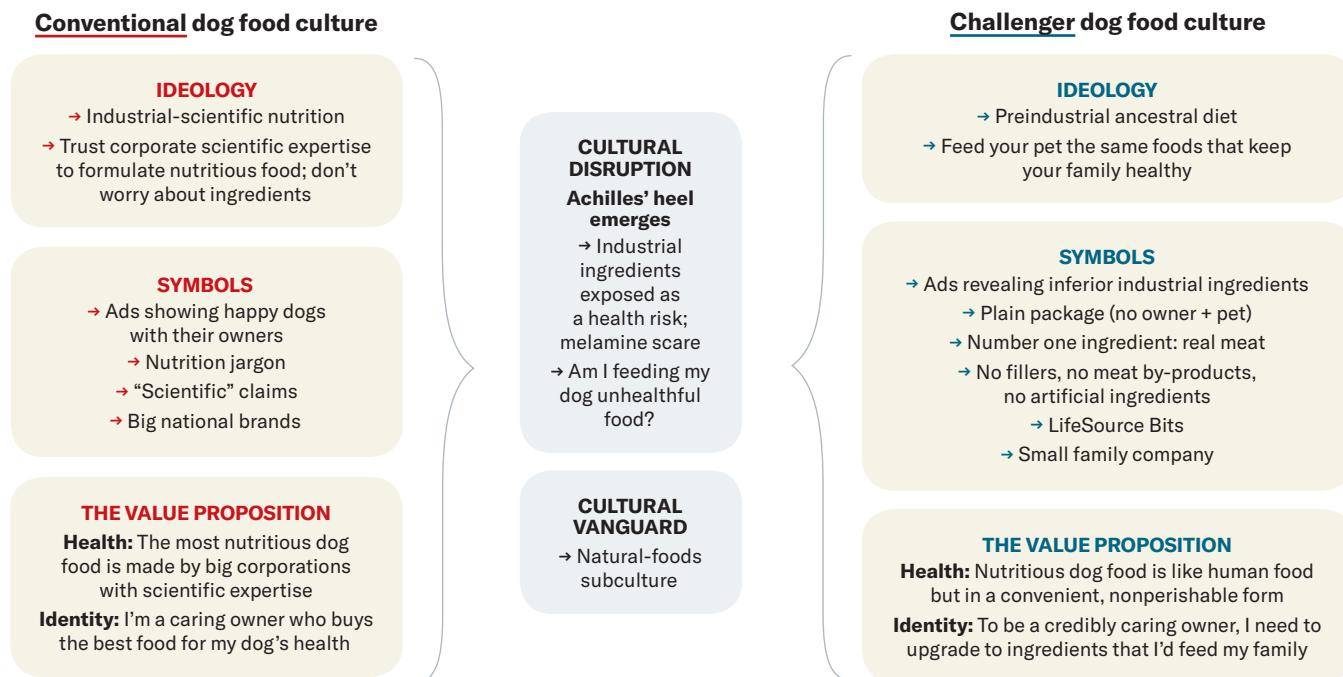 Conventional dog food culture
IDEOLOGY
→ Industrial-scientific nutrition
→ Trust corporate scientific expertise
to formulate nutritious food; don’t
worry about ingredients
SYMBOLS
→ Ads showing happy dogs
with their owners
→ Nutrition jargon
→ “Scientific” claims
→ Big national brands
THE VALUE PROPOSITION
Health: The most nutritious dog
food is made by big corporations
with scientific expertise
Identity: I’m a caring owner who buys
the best food for my dog’s health
CULTURAL
DISRUPTION
Achilles’ heel
emerges
→ Industrial
ingredients
exposed as
a health risk;
melamine scare
→ Am I feeding my
dog unhealthful
food?
CULTURAL
VANGUARD
→ Natural-foods
subculture
Challenger dog food culture
IDEOLOGY
→ Preindustrial ancestral diet
→ Feed your pet the same foods that keep
your family healthy
SYMBOLS
→ Ads revealing inferior industrial ingredients
→ Plain package (no owner + pet)
→ Number one ingredient: real meat
→ No fillers, no meat by-products,
no artificial ingredients
→ LifeSource Bits
→ Small family company
THE VALUE PROPOSITION
Health: Nutritious dog food is like human food
but in a convenient, nonperishable form
Identity: To be a credibly caring owner, I need to
upgrade to ingredients that I’d feed my family